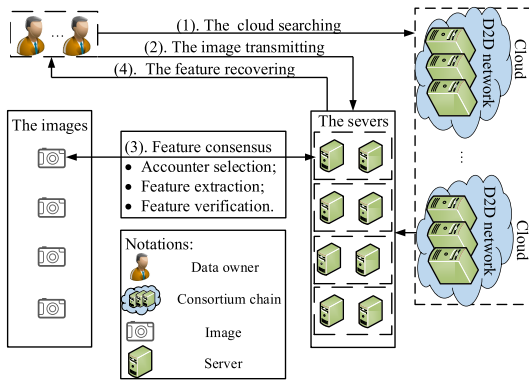 (1). The cloud searching
(2). The image transmitting
(4). The feature recovering
Cloud
D2D network
...
...
D2D network
Cloud
The images
(3). Feature consensus
• Accounter selection;
• Feature extraction;
• Feature verification.
The severs
Notations:
Data owner
Consortium chain
Image
Server